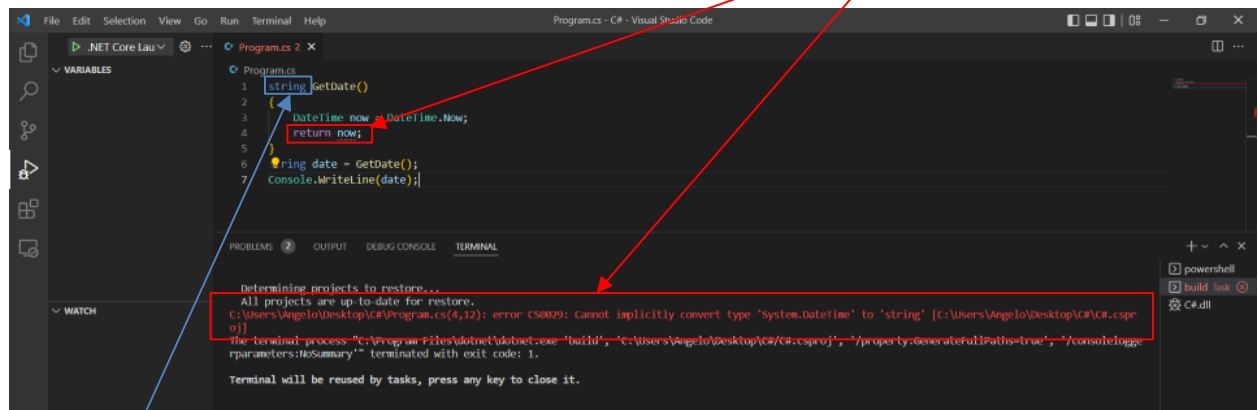 File Edit Selection View Go Run Terminal Help Program.cs - C# - Visual Studio Code
.NET Core Lau Program.cs 2
VARIABLES
Program.cs
1 string GetDate()
2 {
3 DateTime now = DateTime.Now;
4 return now;
5 }
6 ring date = GetDate();
7 Console.WriteLine(date);
PROBLEMS 2 OUTPUT DEBUG CONSOLE TERMINAL
powershell
build Task
C#.dll
Determining projects to restore...
All projects are up-to-date for restore.
WATCH
C:\Users\Angelo\Desktop\C#\Program.cs(4,12): error CS0029: Cannot implicitly convert type 'System.DateTime' to 'string' [C:\Users\Angelo\Desktop\C#\C#.cspr
oj]
The terminal process "C:\Program Files\dotnet\dotnet.exe 'build', 'C:\Users\Angelo\Desktop\C#/C#.csproj', '/property:GenerateFullPaths=true', '/consolelogge
rparameters:NoSummary'" terminated with exit code: 1.
Terminal will be reused by tasks, press any key to close it.